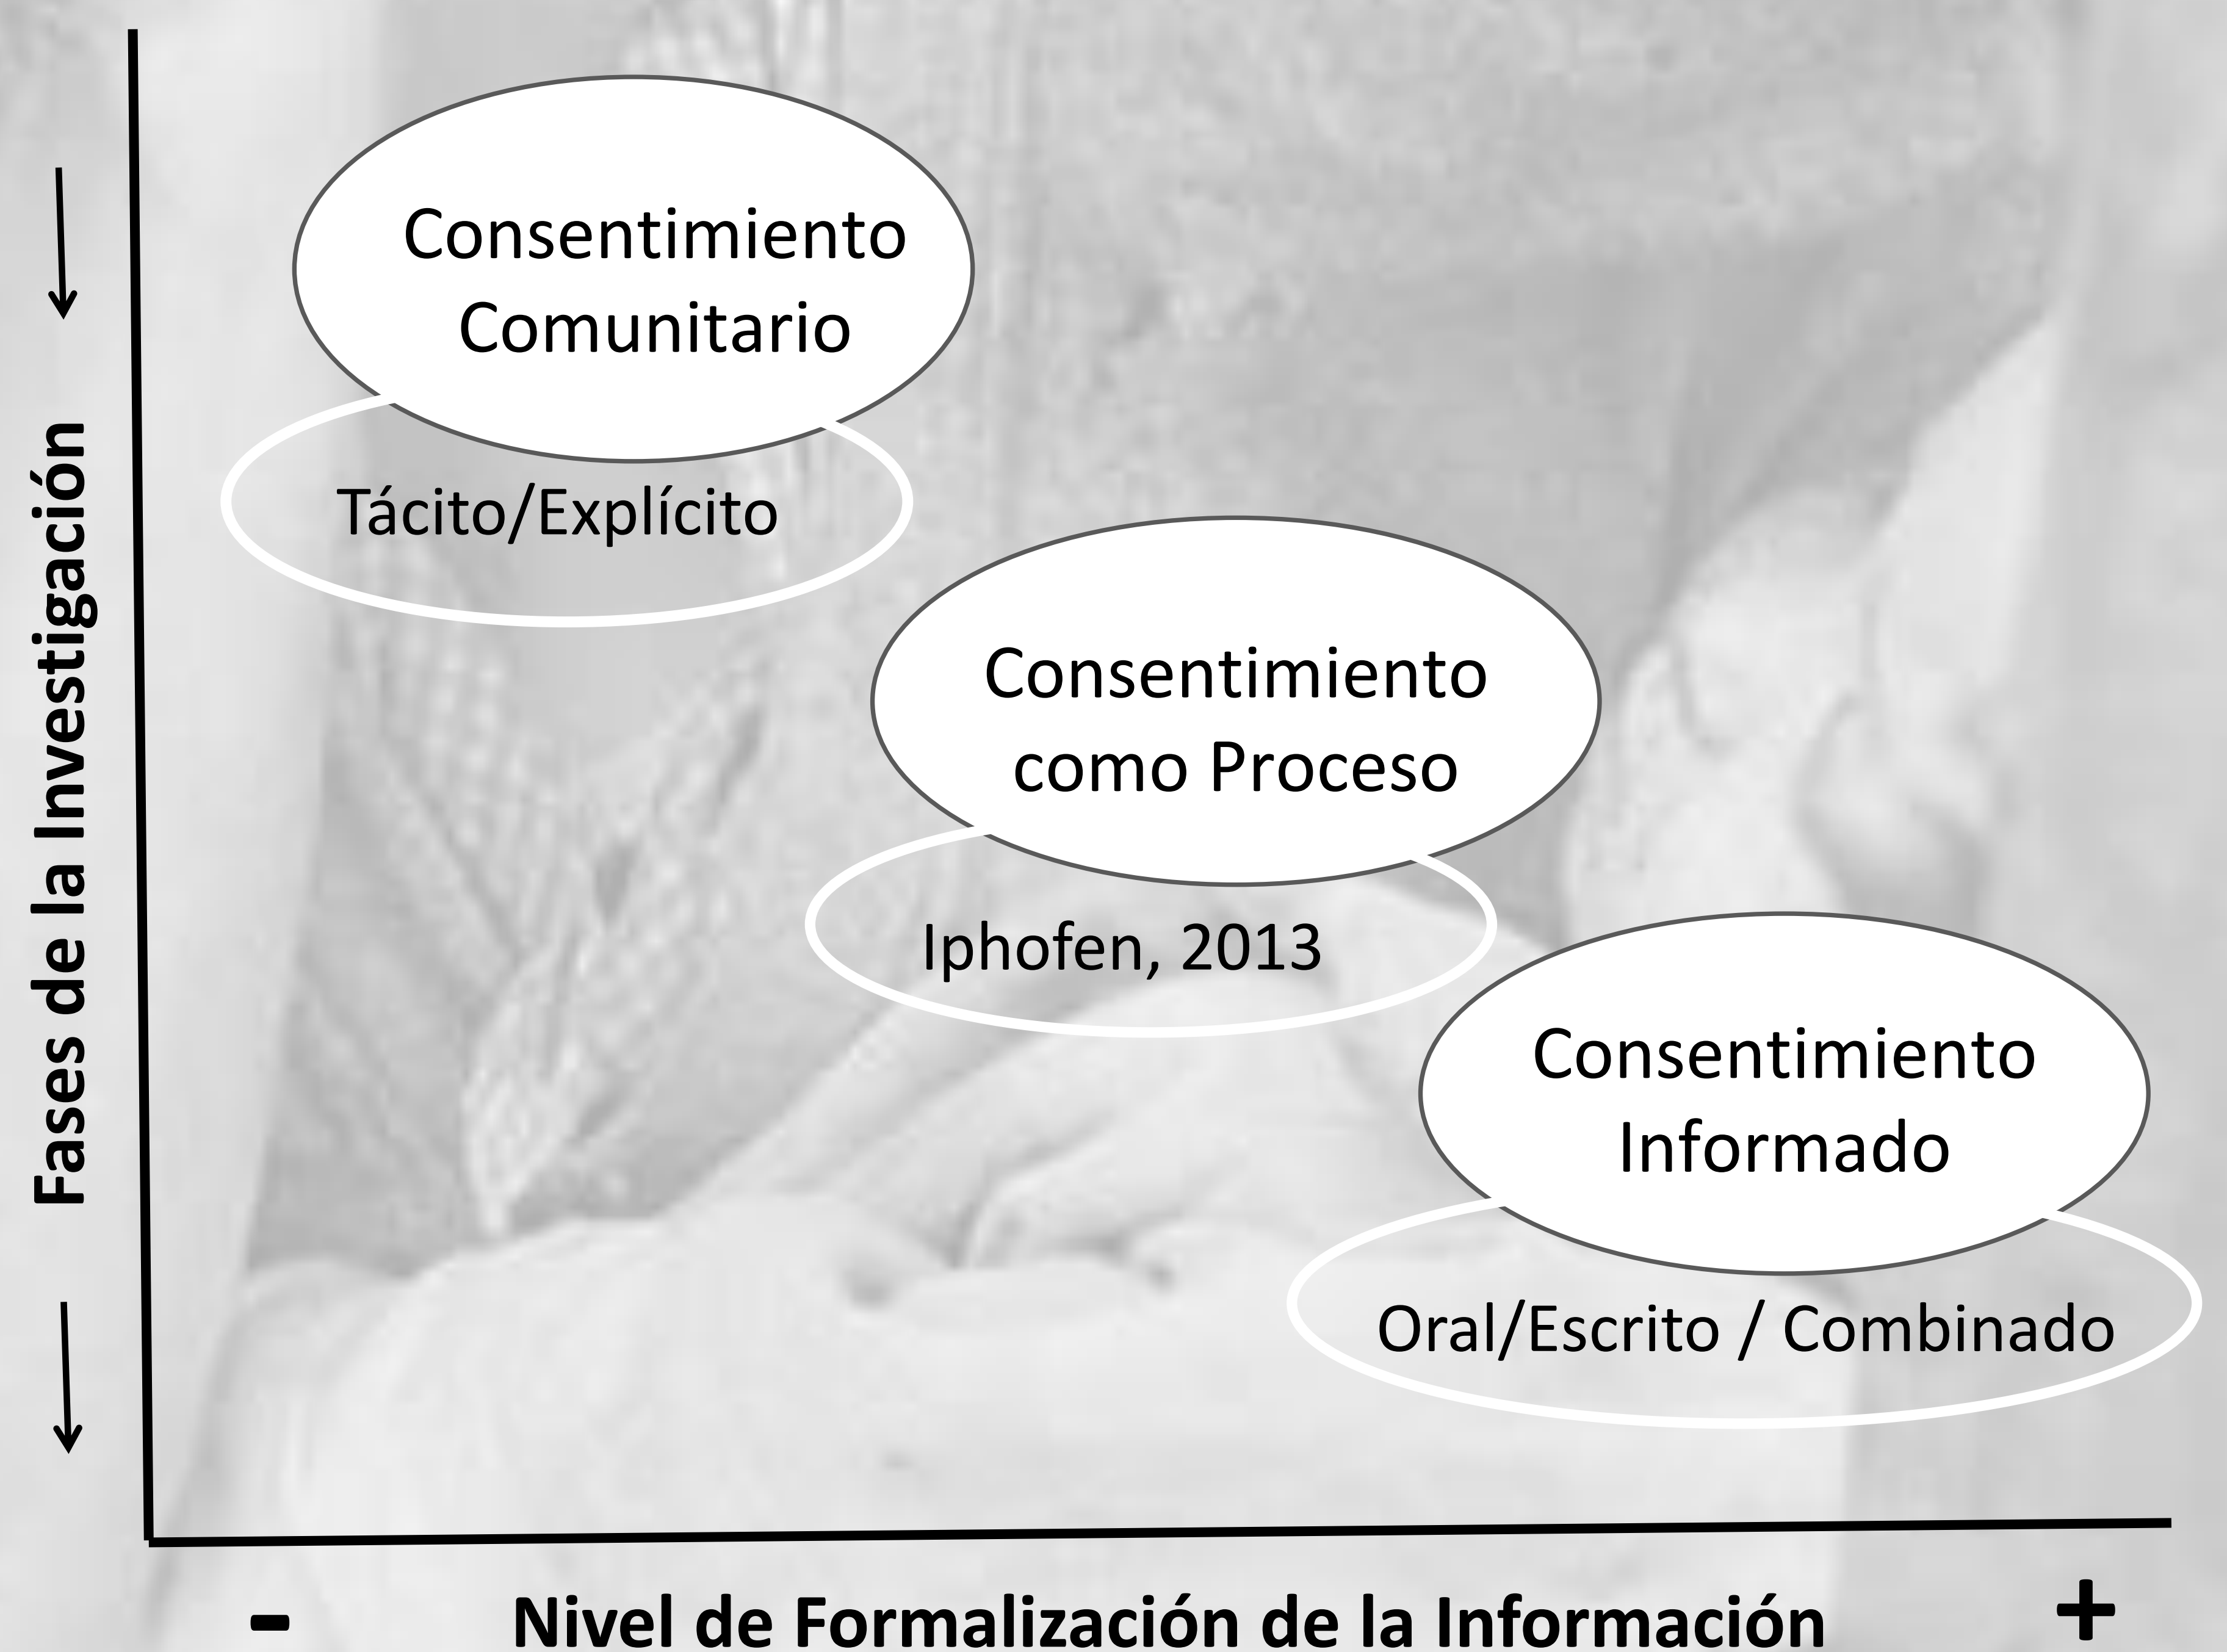 Fases de la Investigación
Consentimiento
Comunitario
Tácito/Explícito
Consentimiento
como Proceso
Iphofen, 2013
Consentimiento
Informado
Oral/Escrito / Combinado
- Nivel de Formalización de la Información +